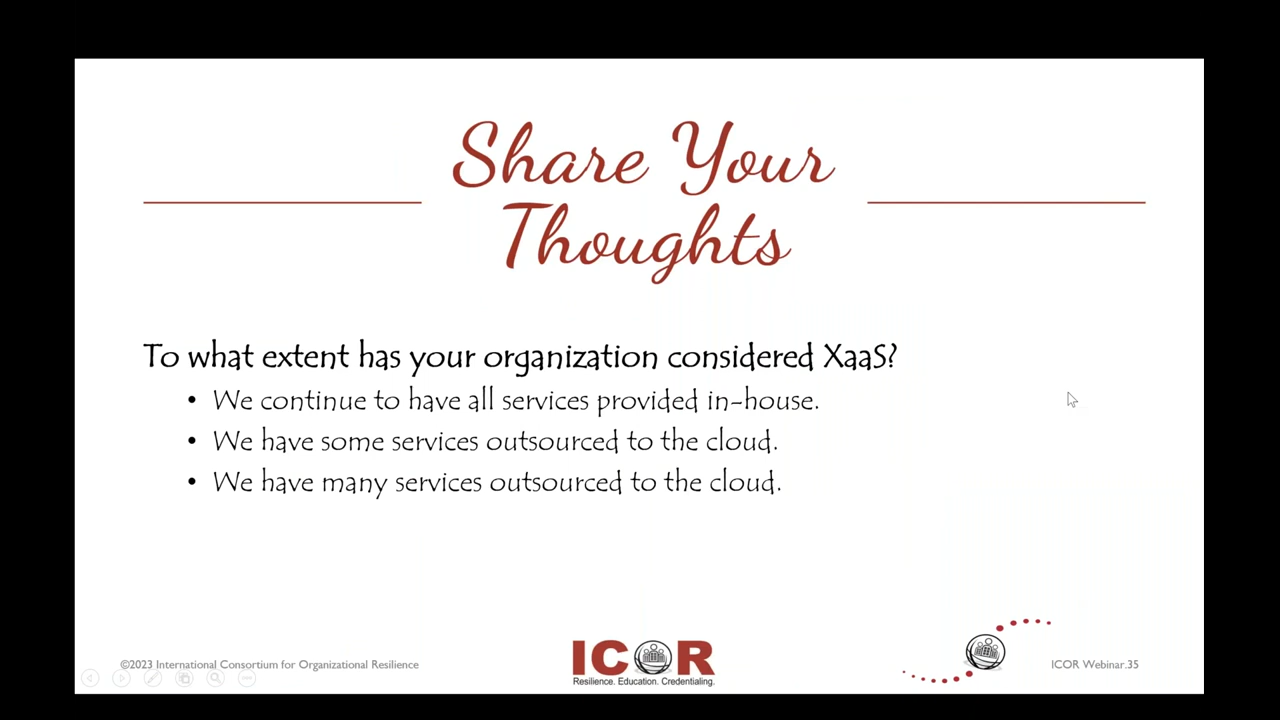 Share Your
Thoughts
To what extent has your organization considered XaaS?
• We continue to have all services provided in-house.
• We have some services outsourced to the cloud.
• We have many services outsourced to the cloud.
©2023 International Consortium for Organizational Resilience
ICOR
Resilience. Education. Credentialing.
ICOR Webinar.35